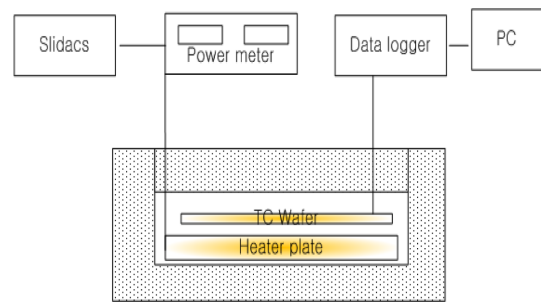 Slidacs
Power meter
Data logger
PC
TC Wafer
Heater plate